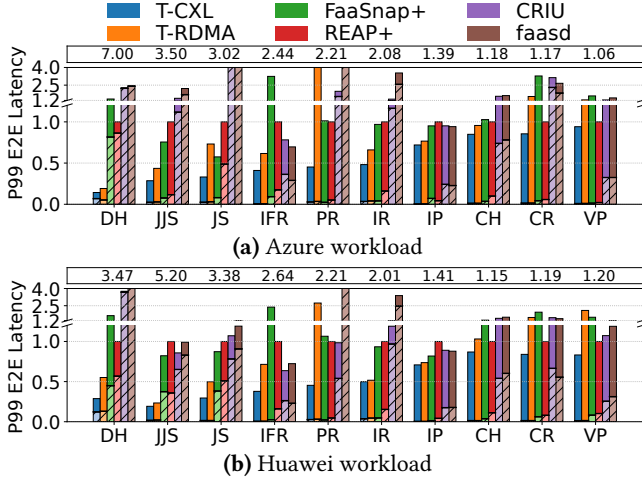 T-CXL FaaSnap+ CRIU
T-RDMA REAP+ faasd
7.00 3.50 3.02 2.44 2.21 2.08 1.39 1.18 1.17 1.06
P99 E2E Latency
4.0
2.5
1.2
1.0
0.5
0.0
DH JJS JS IFR PR IR IP CH CR VP
(a) Azure workload
3.47 5.20 3.38 2.64 2.21 2.01 1.41 1.15 1.19 1.20
P99 E2E Latency
4.0
2.5
1.2
1.0
0.5
0.0
DH JJS JS IFR PR IR IP CH CR VP
(b) Huawei workload